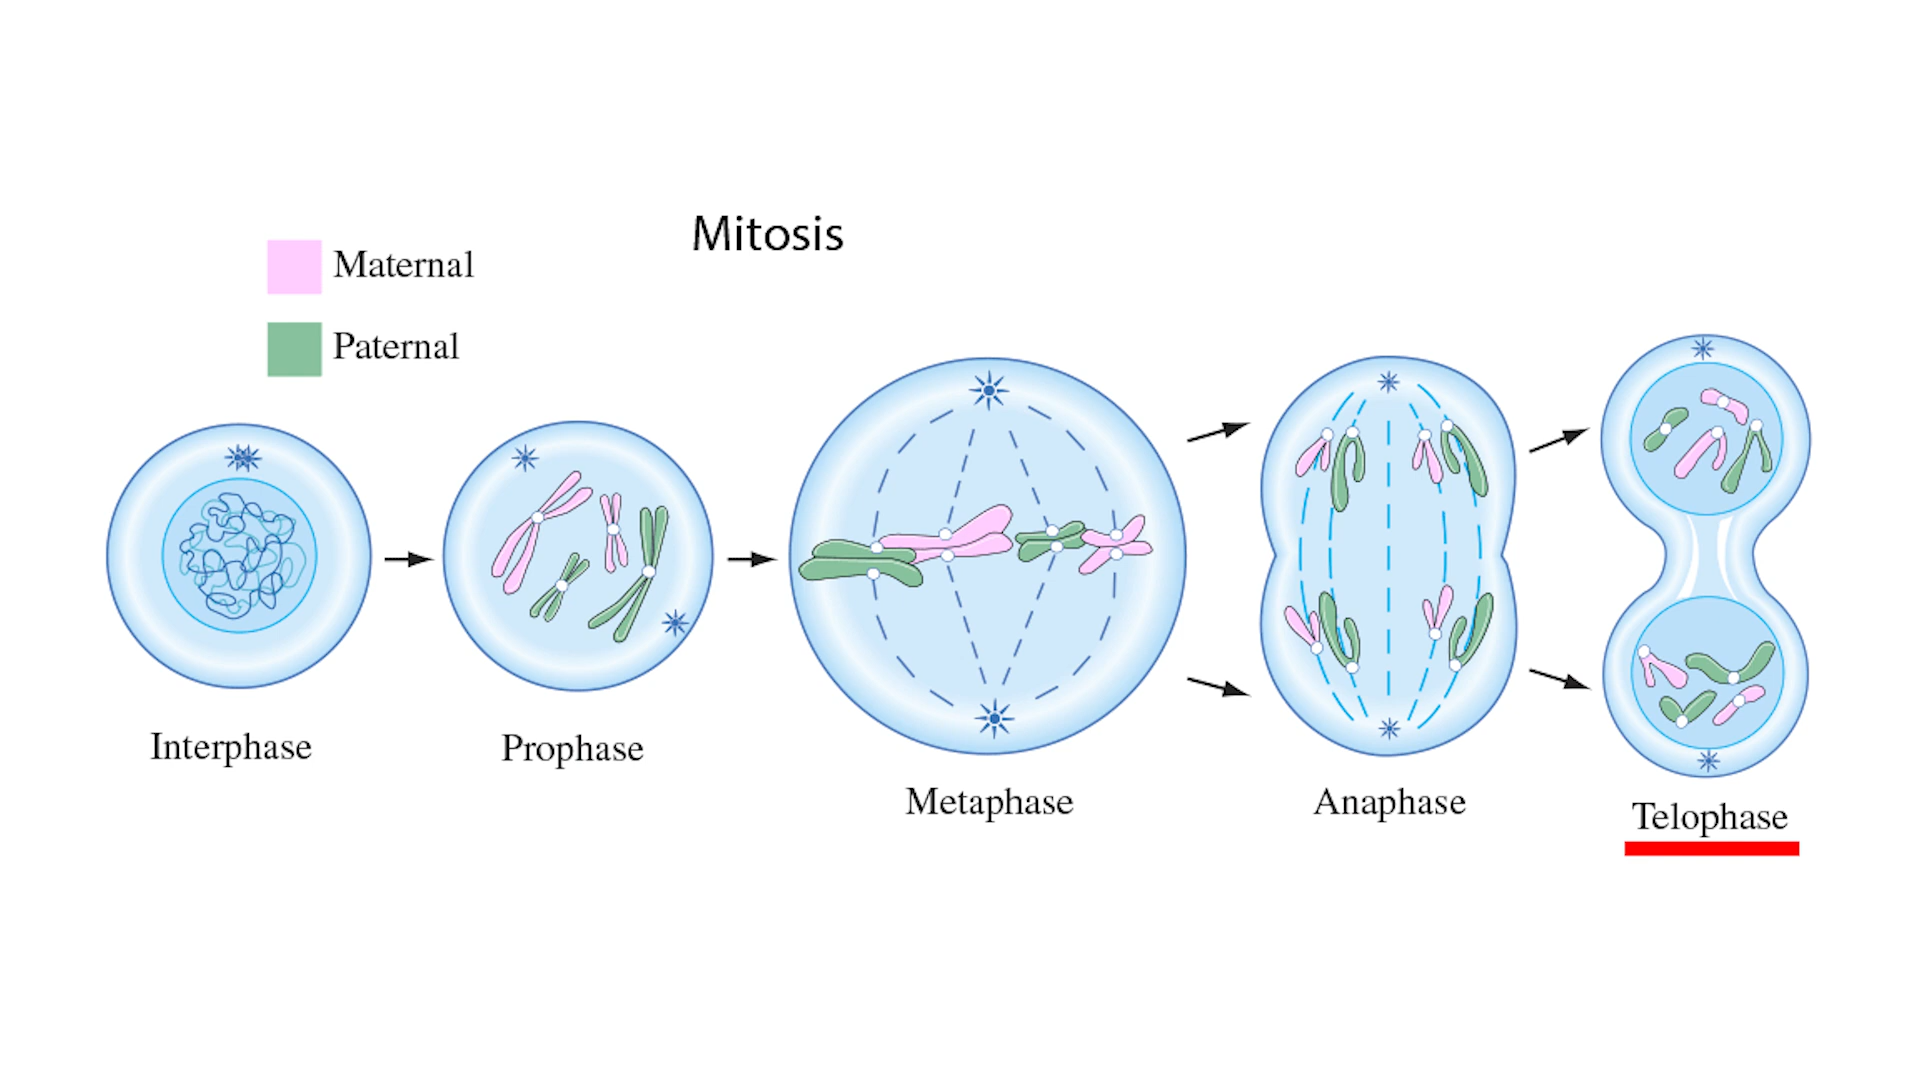 Mitosis
Maternal
Paternal
Interphase
Prophase
Metaphase
Anaphase
Telophase